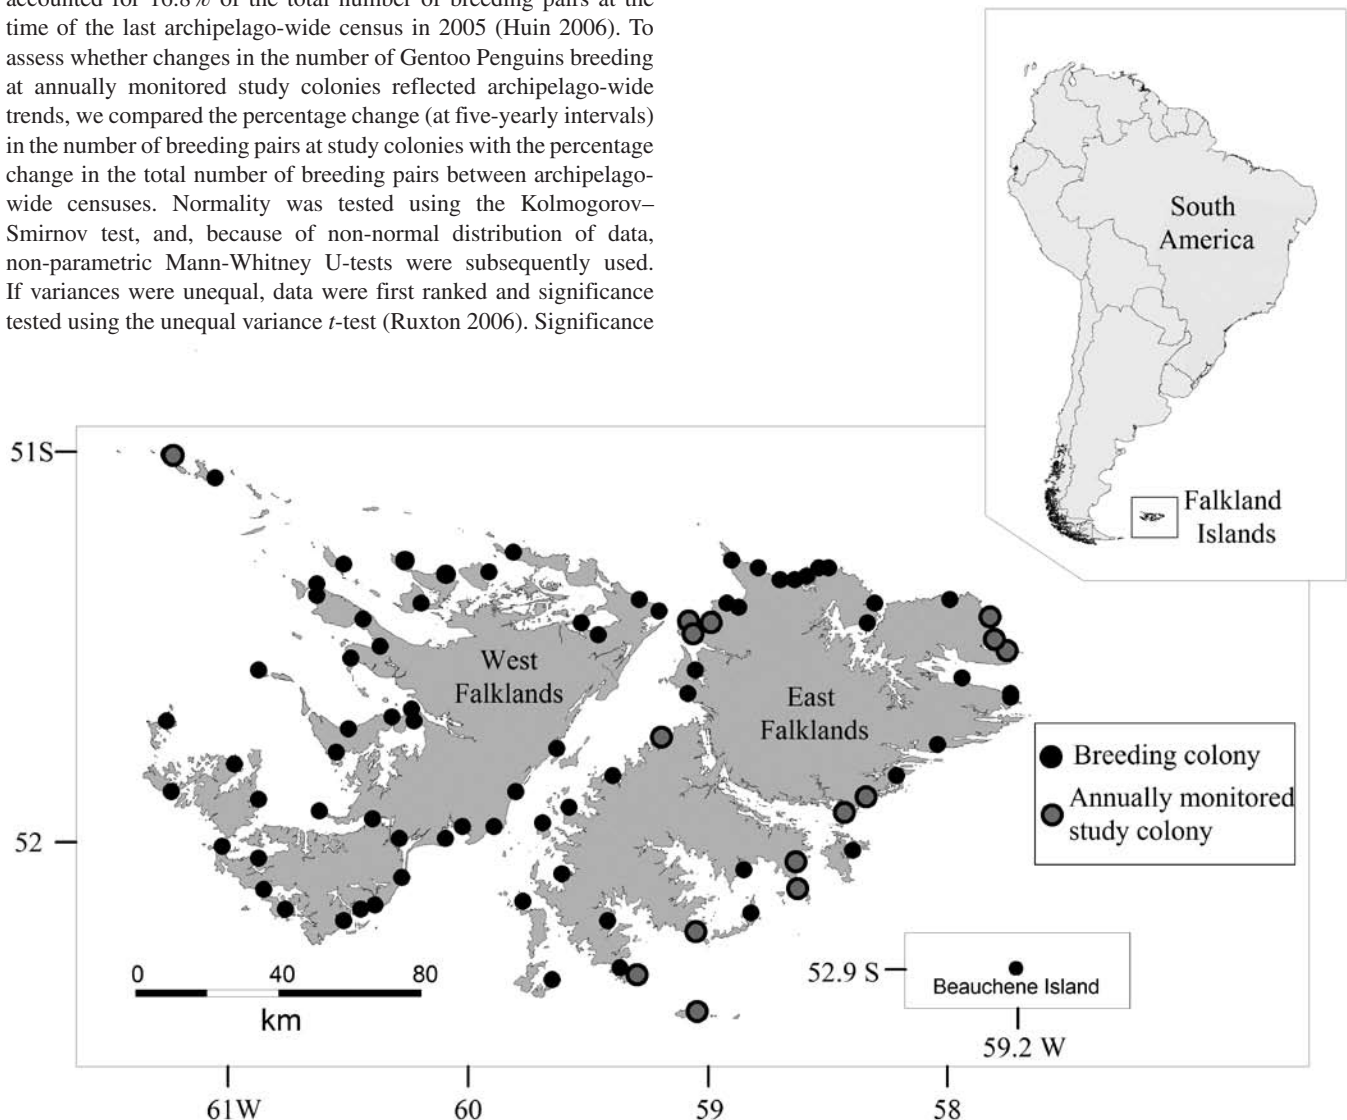 accounted for 16.8% of the total number of breeding pairs at the
time of the last archipelago-wide census in 2005 (Huin 2006). To
assess whether changes in the number of Gentoo Penguins breeding
at annually monitored study colonies reflected archipelago-wide
trends, we compared the percentage change (at five-yearly intervals)
in the number of breeding pairs at study colonies with the percentage
change in the total number of breeding pairs between archipelago-
wide censuses. Normality was tested using the Kolmogorov–
Smirnov test, and, because of non-normal distribution of data,
non-parametric Mann-Whitney U-tests were subsequently used.
If variances were unequal, data were first ranked and significance
tested using the unequal variance t-test (Ruxton 2006). Significance
South
America
Falkland
Islands
51S
West
Falklands
East
Falklands
Breeding colony
Annually monitored
study colony
52
52.9 S
Beauchene Island
59.2 W
0 40 80
km
61W 60 59 58